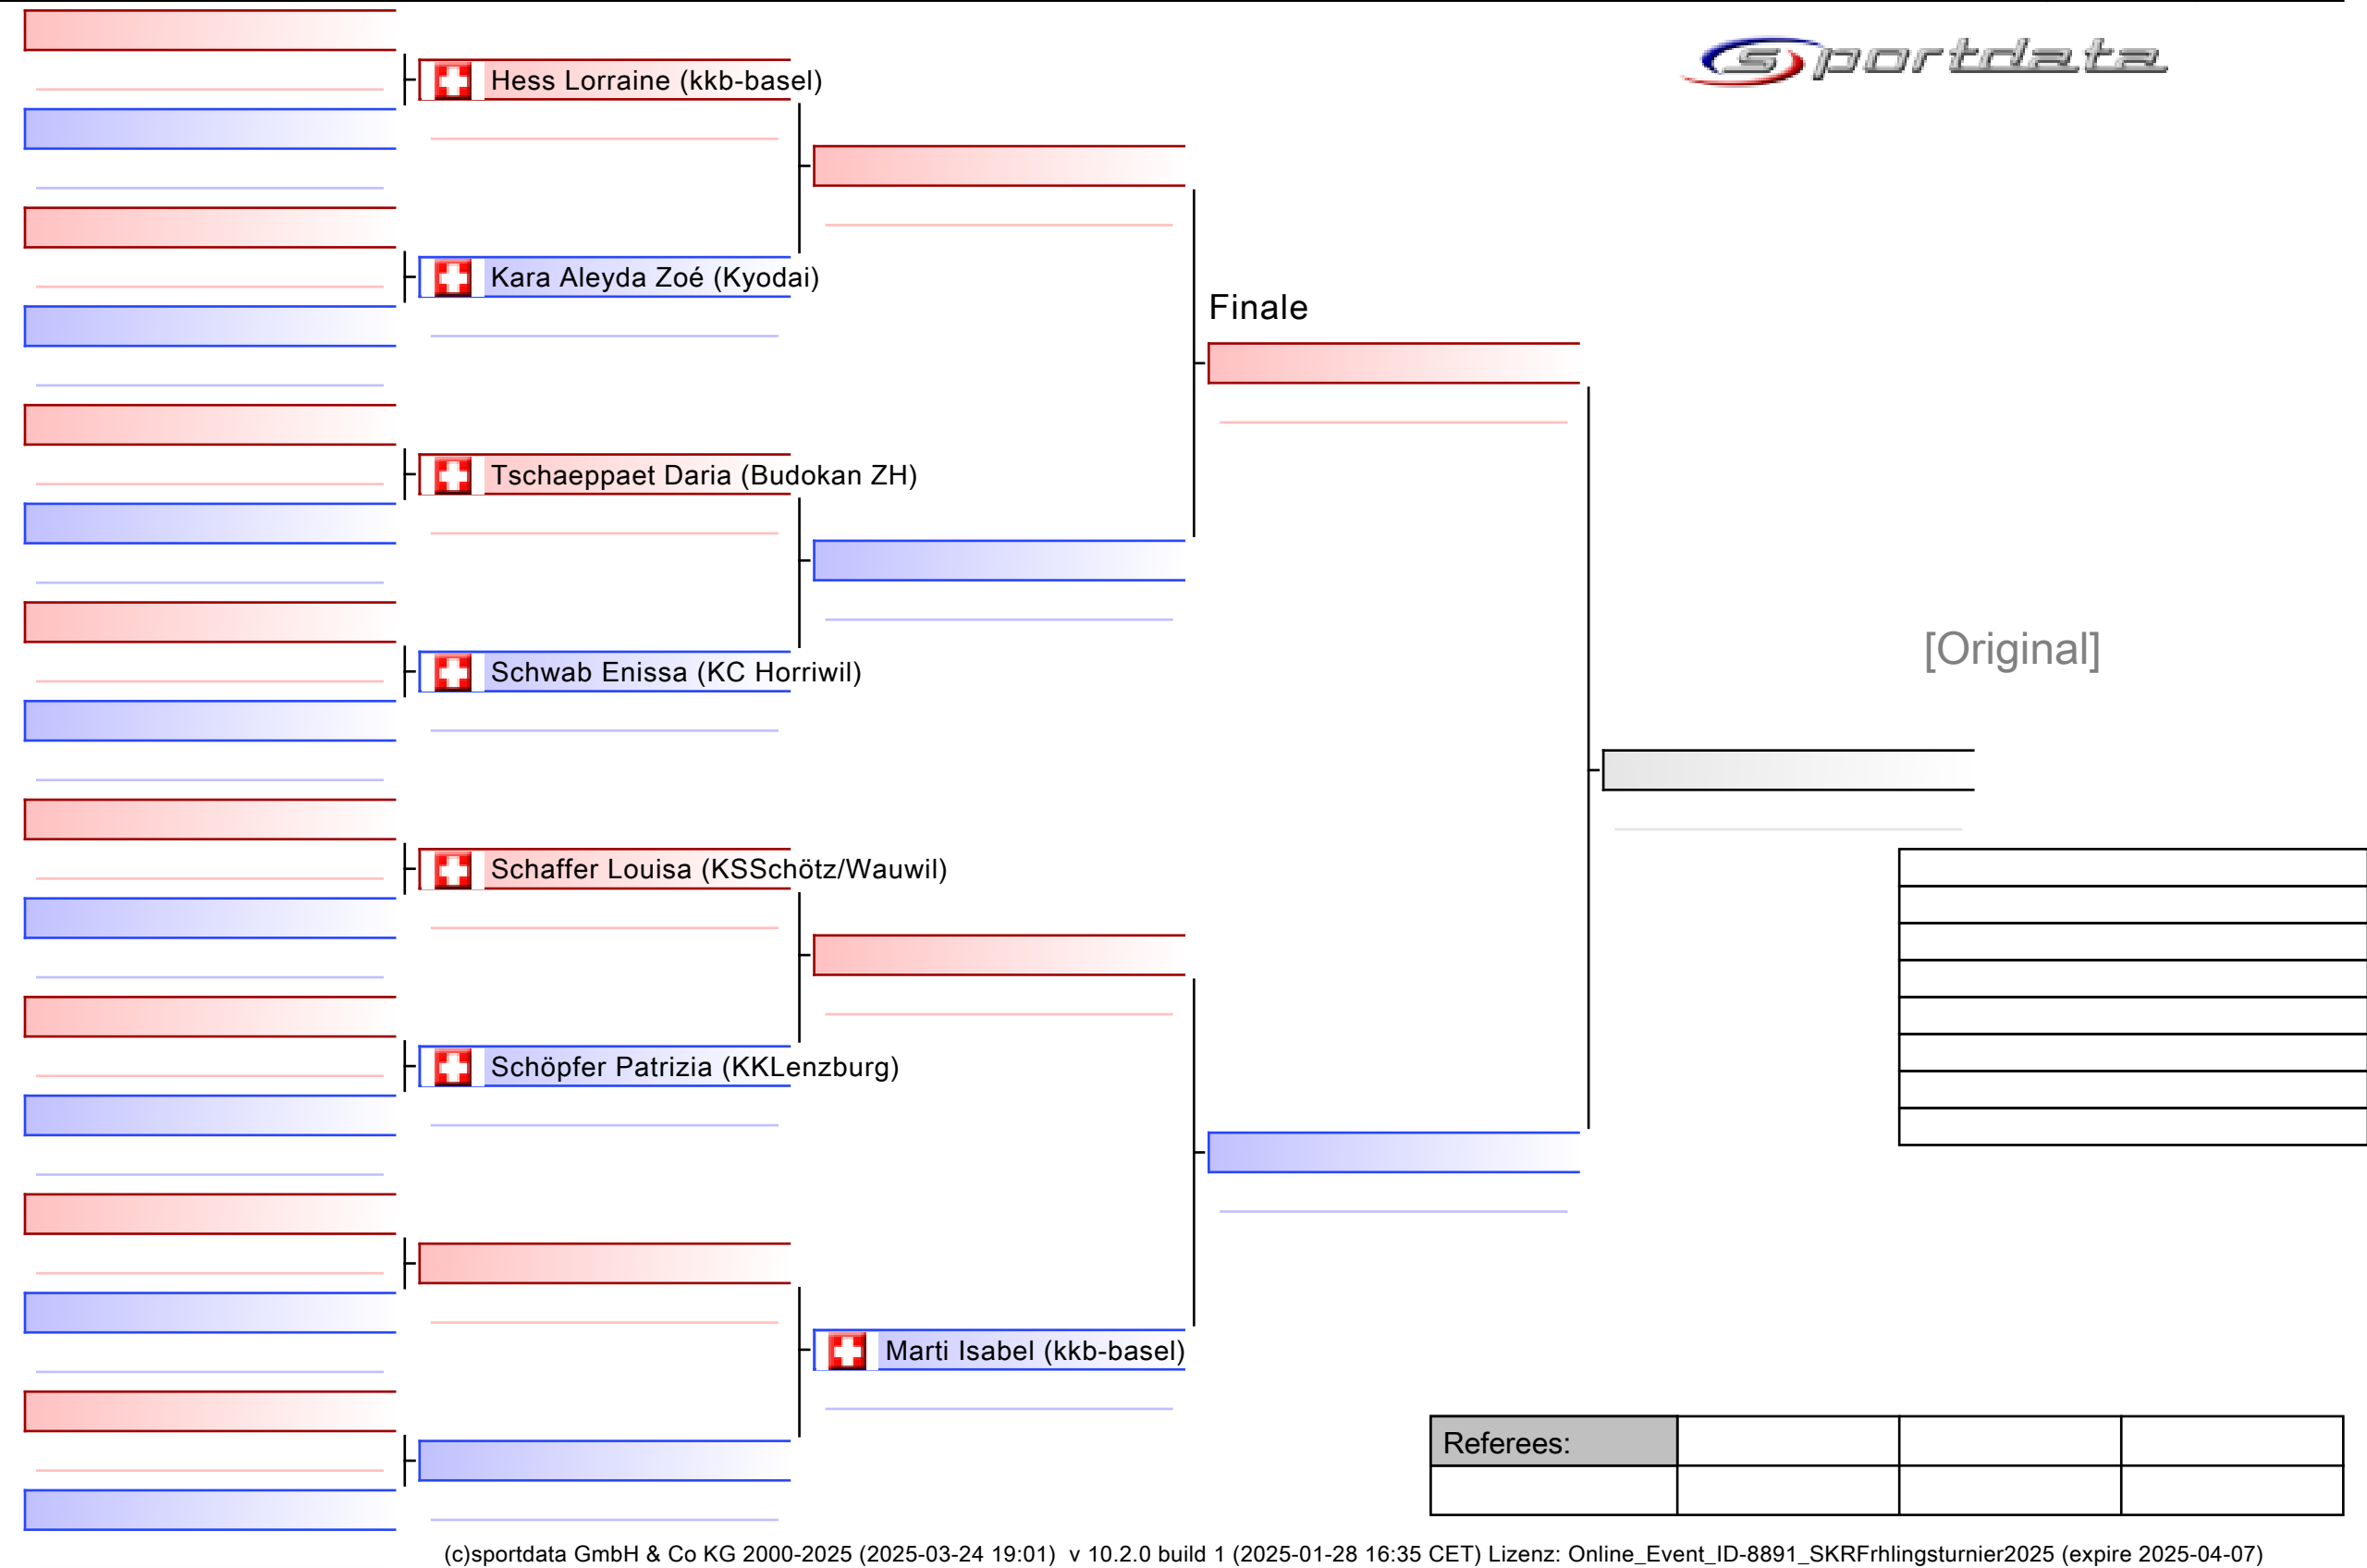 sportdata
Hess Lorraine (kkb-basel)
Kara Aleyda Zoé (Kyodai)
Finale
Tschaeppaet Daria (Budokan ZH)
[Original]
Schwab Enissa (KC Horriwil)
Schaffer Louisa (KSSchötz/Wauwil)
Schöpfer Patrizia (KKLenzburg)
Marti Isabel (kkb-basel)
Referees:
(c)sportdata GmbH & Co KG 2000-2025 (2025-03-24 19:01) v 10.2.0 build 1 (2025-01-28 16:35 CET) Lizenz: Online_Event_ID-8891_SKRFrhlingsturnier2025 (expire 2025-04-07)